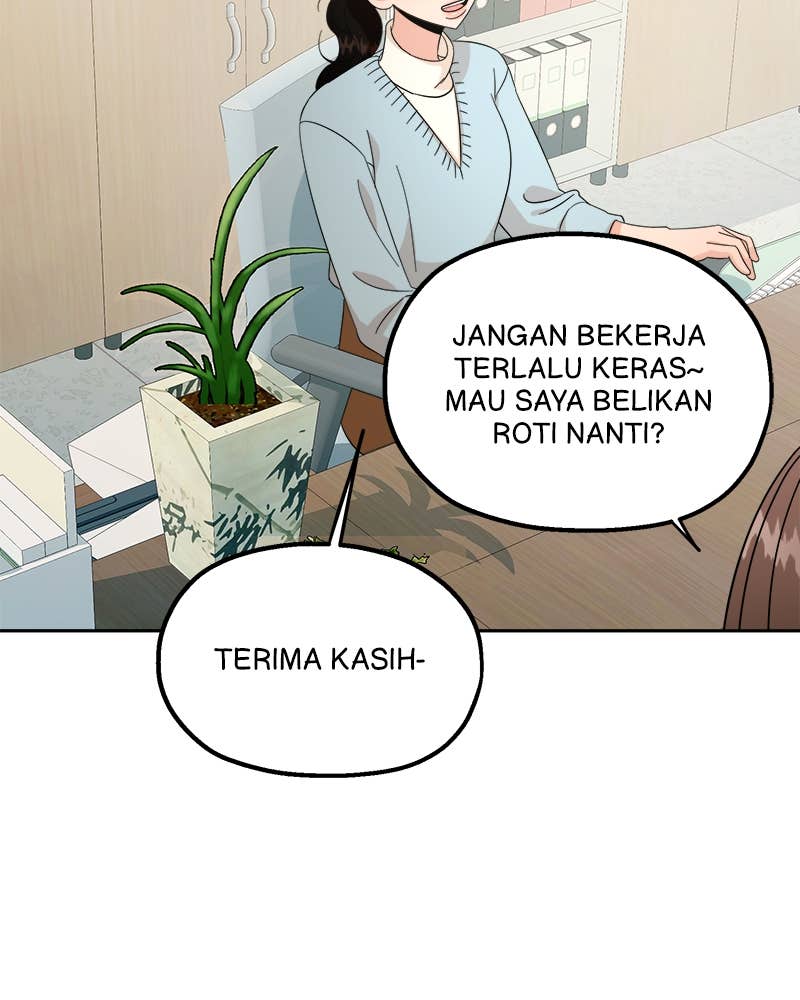 JANGAN BEKERJA
TERLALU KERAS~
MAU SAYA BELIKAN
ROTI NANTI?
TERIMA KASIH-